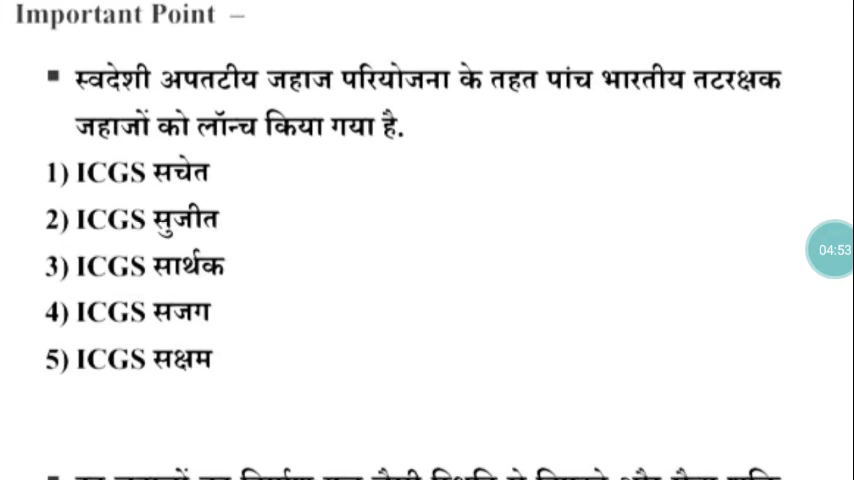 Important Point –
▪ स्वदेशी अपतटीय जहाज परियोजना के तहत पांच भारतीय तटरक्षक
जहाजों को लॉन्च किया गया है.
1) ICGS सचेत
2) ICGS सुजीत
3) ICGS सार्थक
04:53
4) ICGS सजग
5) ICGS सक्षम